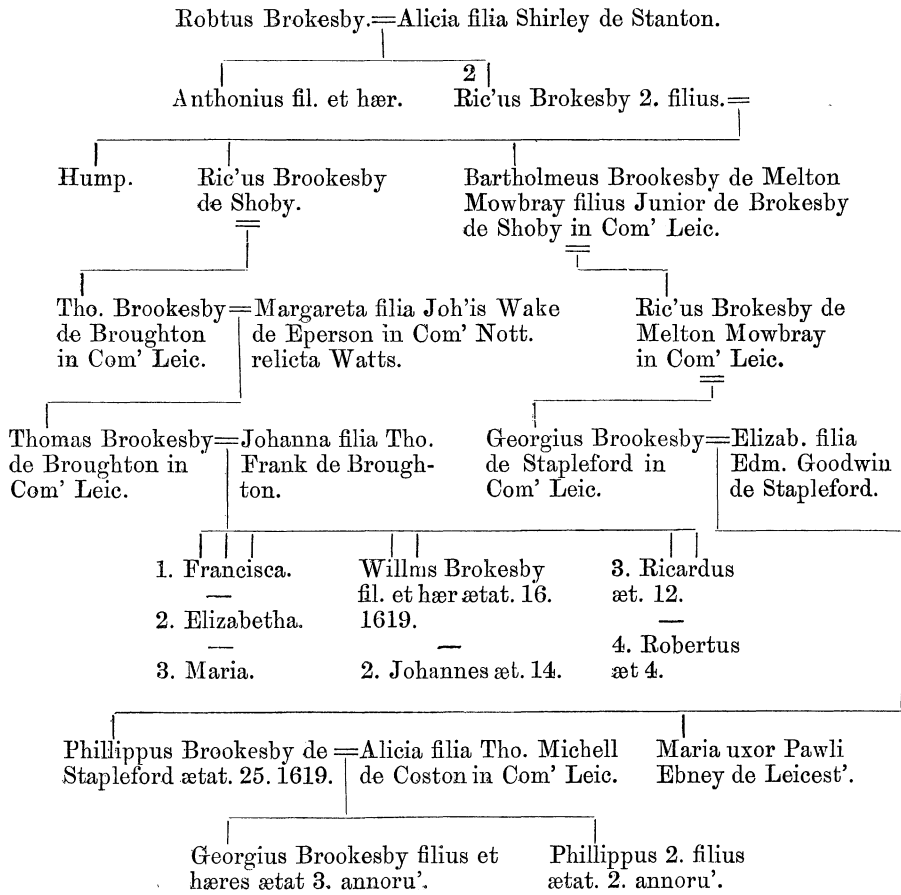 Robtus Brokesby.=Alicia filia Shirley de Stanton.
2
Anthonius fil. et hær. Ric'us Brokesby 2. filius.=
Hump.
Ric'us Brookesby
de Shoby.
Bartholmeus Brookesby de Melton
Mowbray filius Junior de Brokesby
de Shoby in Com' Leic.
Tho. Brookesby=
de Broughton
in Com' Leic.
Margareta filia Joh'is Wake
de Eperson in Com' Nott.
relicta Watts.
Ric'us Brokesby de
Melton Mowbray
in Com' Leic.
Thomas Brookesby=
de Broughton in
Com' Leic.
Johanna filia Tho.
Frank de Brough-
ton.
Georgius Brookesby=
de Stapleford in
Com' Leic.
Elizab. filia
Edm. Goodwin
de Stapleford.
1. Francisca.
2. Elizabetha.
3. Maria.
Willms Brokesby
fil. et hær ætat. 16.
1619.
2. Johannes æt. 14.
3. Ricardus
æt. 12.
4. Robertus
æt 4.
Phillippus Brookesby de =
Stapleford ætat. 25. 1619.
Alicia filia Tho. Michell
de Coston in Com' Leic.
Maria uxor Pawli
Ebney de Leicest'.
Georgius Brookesby filius et
hæres ætat 3. annoru'.
Phillippus 2. filius
ætat. 2. annoru'.